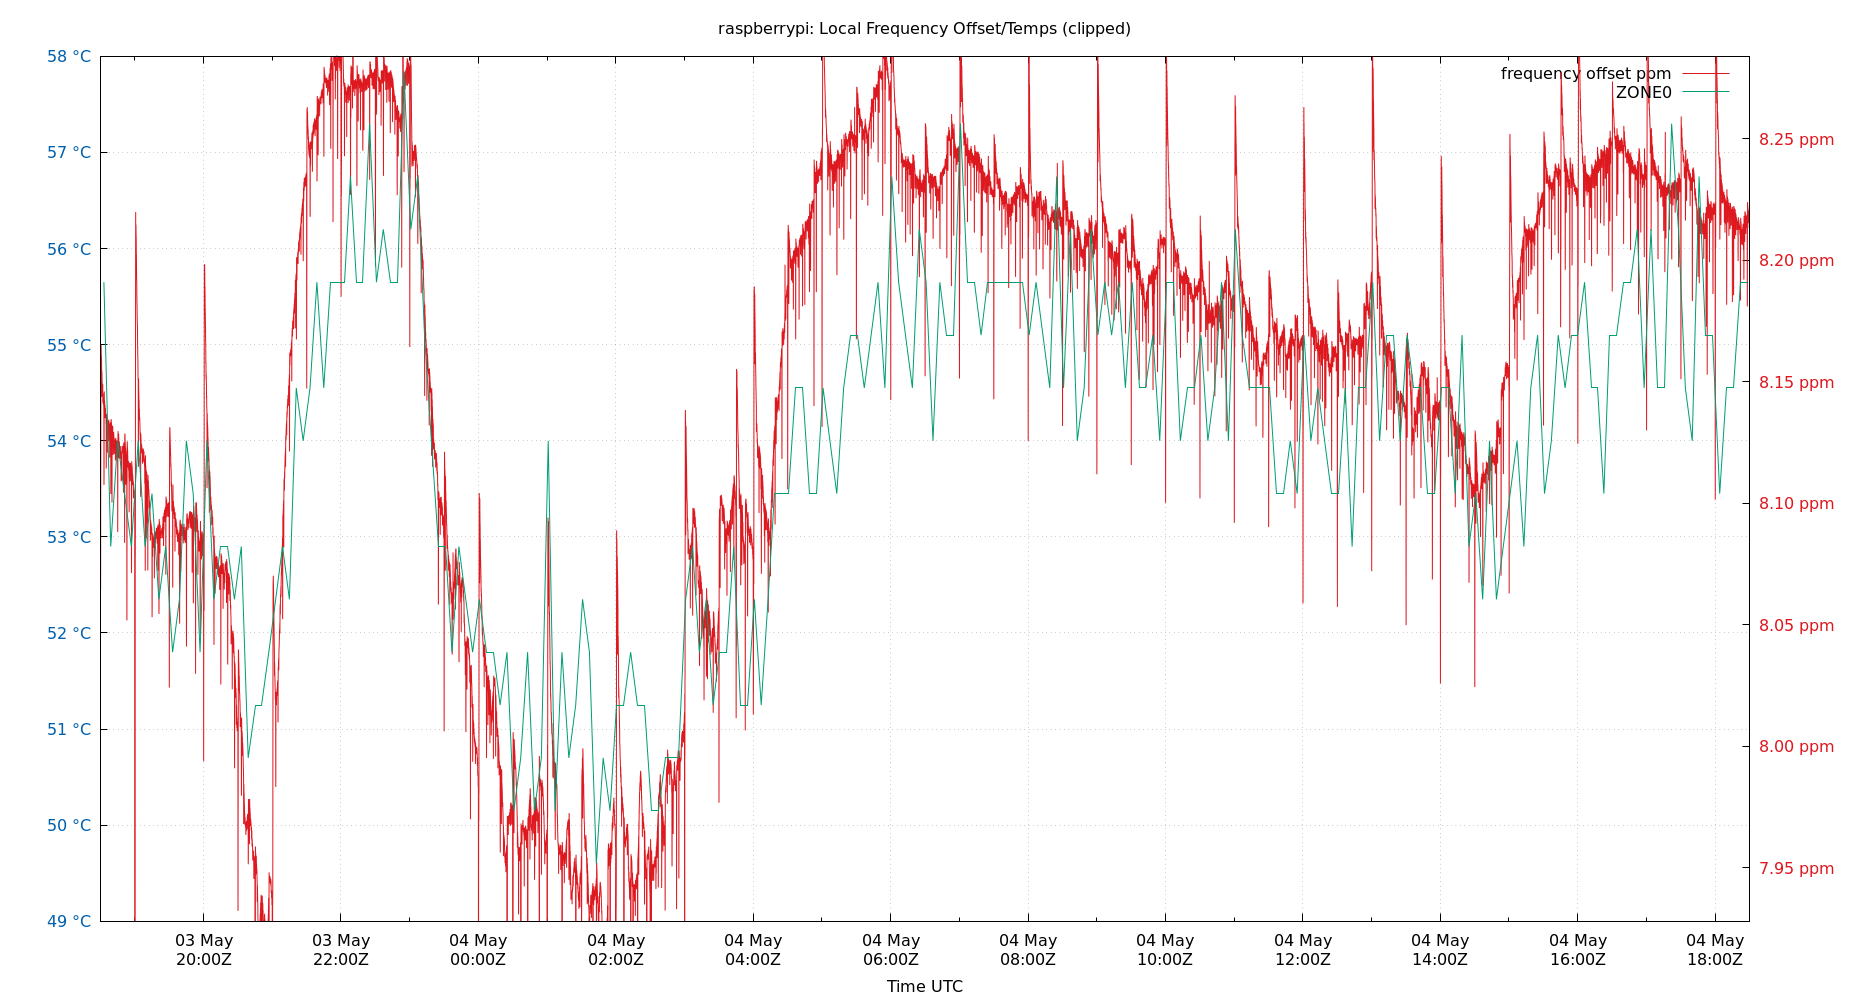 raspberrypi: Local Frequency Offset/Temps (clipped)
58 °C
57 °C
56 °C
55 °C
54 °C
53 °C
52 °C
51 °C
50 °C
49 °C
frequency offset ppm
ZONE0
8.25 ppm
8.20 ppm
8.15 ppm
8.10 ppm
8.05 ppm
8.00 ppm
7.95 ppm
03 May 20:00Z
03 May 22:00Z
04 May 00:00Z
04 May 02:00Z
04 May 04:00Z
04 May 06:00Z
04 May 08:00Z
04 May 10:00Z
04 May 12:00Z
04 May 14:00Z
04 May 16:00Z
04 May 18:00Z
Time UTC